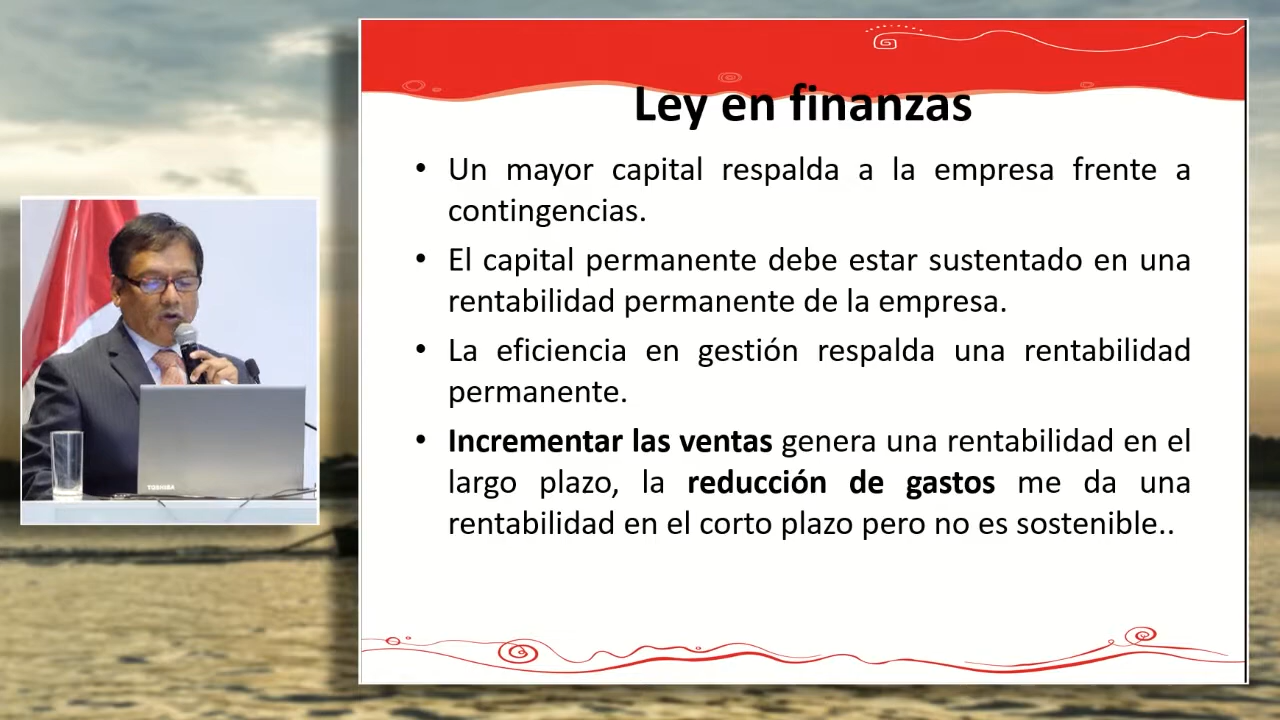 Ley en finanzas
• Un mayor capital respalda a la empresa frente a
contingencias.
• El capital permanente debe estar sustentado en una
rentabilidad permanente de la empresa.
• La eficiencia en gestión respalda una rentabilidad
permanente.
• Incrementar las ventas genera una rentabilidad en el
largo plazo, la reducción de gastos me da una
rentabilidad en el corto plazo pero no es sostenible..
TOSHIBA